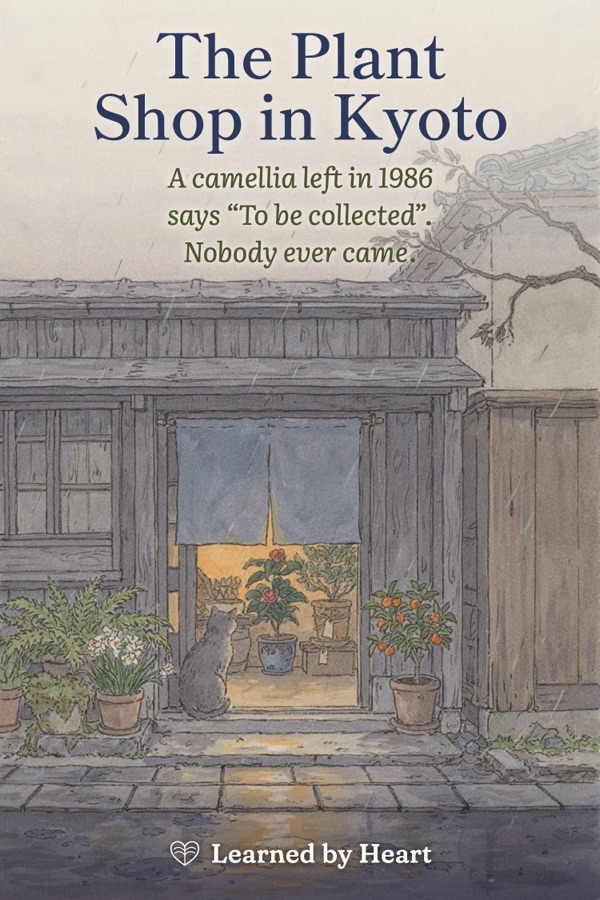 The Plant
Shop in Kyoto
A camellia left in 1986
says “To be collected”.
Nobody ever came.
Learned by Heart